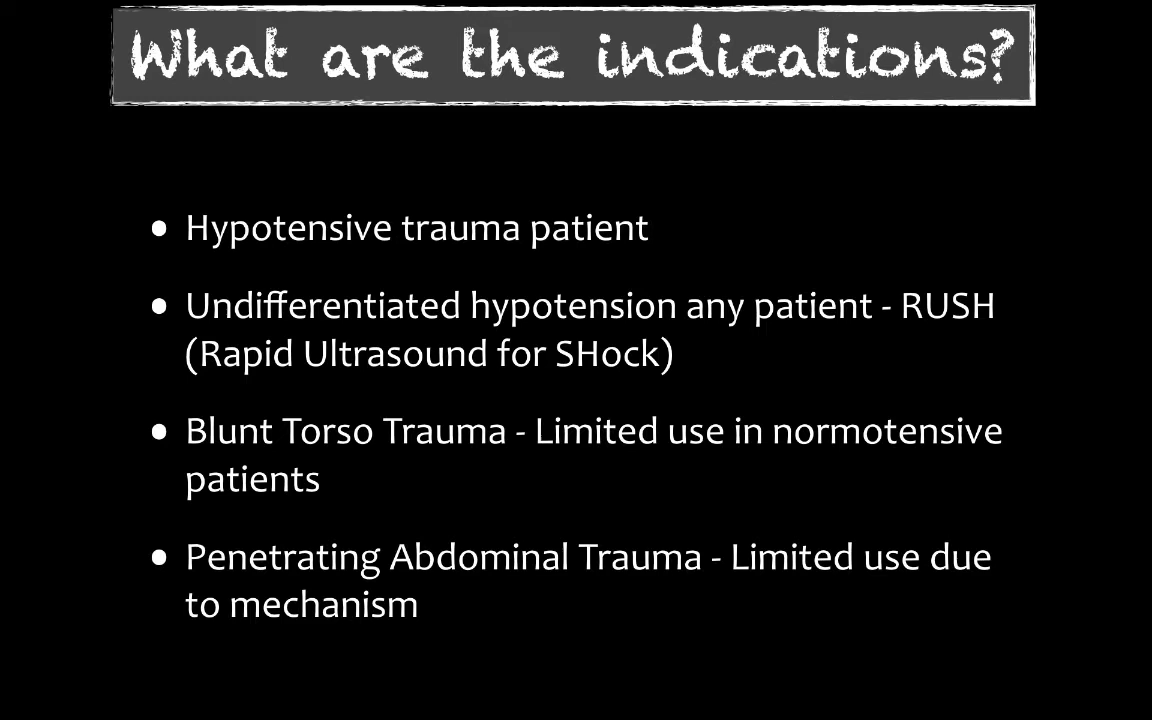 What are the indications?
• Hypotensive trauma patient
• Undifferentiated hypotension any patient - RUSH
(Rapid Ultrasound for SHock)
• Blunt Torso Trauma - Limited use in normotensive
patients
• Penetrating Abdominal Trauma - Limited use due
to mechanism